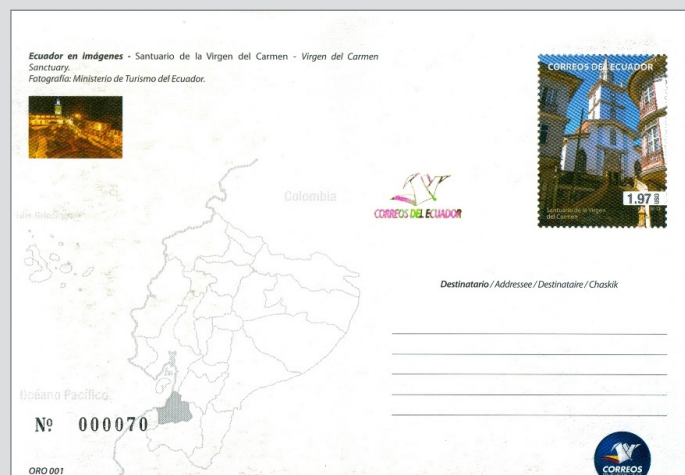 Ecuador en imágenes - Santuario de la Virgen del Carmen - Virgen del Carmen
Sanctuary.
Fotografía: Ministerio de Turismo del Ecuador.
CORREOS DEL ECUADOR
1.97 USD
Santuario de la Virgen
del Carmen
Colombia
CORREOS DEL ECUADOR
Destinatario / Addressee / Destinataire / Chaskik
Océano Pacífico
Nº 000070
ORO 001
CORREOS